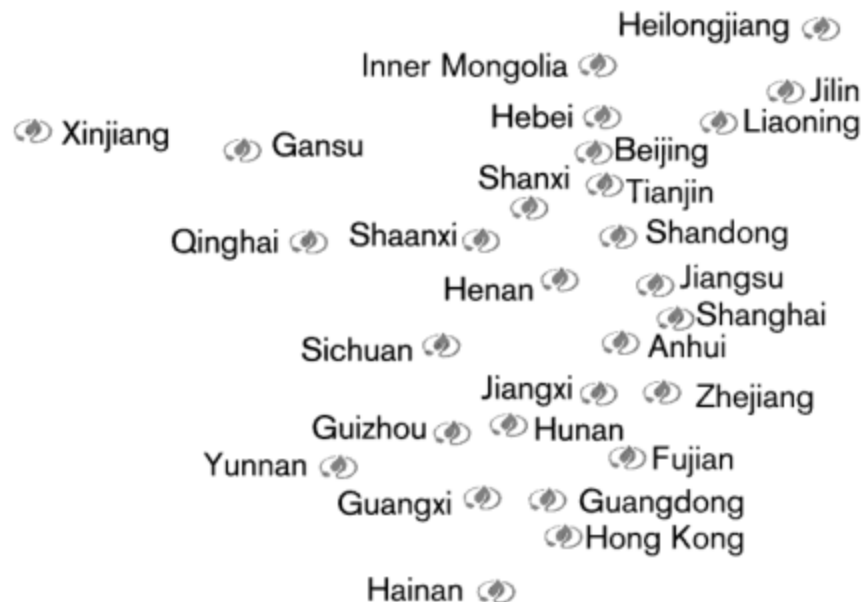 Heilongjiang
Inner Mongolia
Jilin
Hebei
Liaoning
Xinjiang
Gansu
Beijing
Shanxi
Tianjin
Qinghai
Shaanxi
Shandong
Henan
Jiangsu
Shanghai
Sichuan
Anhui
Jiangxi
Zhejiang
Guizhou
Hunan
Yunnan
Fujian
Guangxi
Guangdong
Hong Kong
Hainan